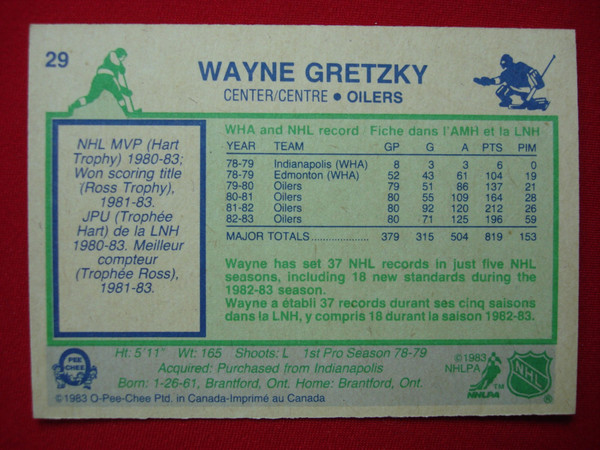 29
WAYNE GRETZKY
CENTER/CENTRE • OILERS
NHL MVP (Hart
Trophy) 1980-83;
Won scoring title
(Ross Trophy),
1981-83.
JPU (Trophée
Hart) de la LNH
1980-83. Meilleur
compteur
(Trophée Ross),
1981-83.
WHA and NHL record Fiche dans l'AMH et la LNH
YEAR TEAM GP G A PTS PIM
78-79 Indianapolis (WHA) 8 3 3 6 0
78-79 Edmonton (WHA) 52 43 61 104 19
79-80 Oilers 79 51 86 137 21
80-81 Oilers 80 55 109 164 28
81-82 Oilers 80 92 120 212 26
82-83 Oilers 80 71 125 196 59
MAJOR TOTALS.................... 379 315 504 819 153
Wayne has set 37 NHL records in just five NHL
seasons, including 18 new standards during the
1982-83 season.
Wayne a établi 37 records durant ses cinq saisons
dans la LNH, y compris 18 durant la saison 1982-83.
O
PEE
CHEE
Ht: 5'11" Wt: 165 Shoots: L 1st Pro Season 78-79
Acquired: Purchased from Indianapolis
Born: 1-26-61, Brantford, Ont. Home: Brantford, Ont.
©1983 O-Pee-Chee Ptd. in Canada-Imprimé au Canada
©1983
NHLPA
NHLPA ™
NHL
®